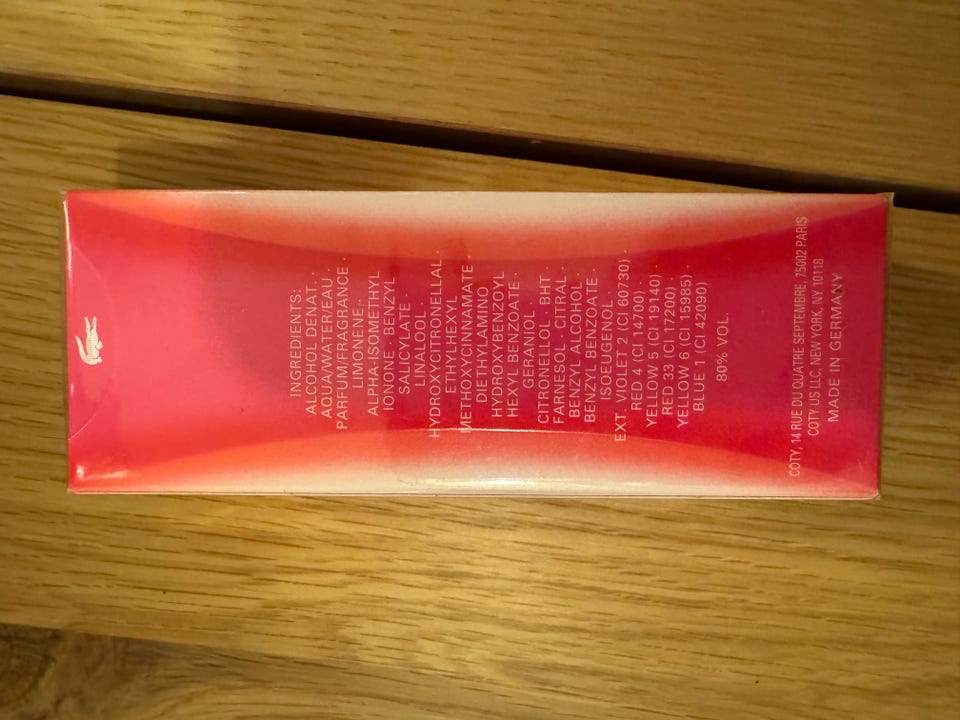 INGREDIENTS:
ALCOHOL DENAT. .
AQUA/WATER/EAU .
PARFUM/FRAGRANCE .
LIMONENE .
ALPHA-ISOMETHYL
IONONE · BENZYL
SALICYLATE ·
LINALOOL ·
HYDROXYCITRONELLAL .
ETHYLHEXYL
METHOXYCINNAMATE ·
DIETHYLAMINO
HYDROXYBENZOYL
HEXYL BENZOATE ·
GERANIOL ·
CITRONELLOL · BHT ·
FARNESOL · CITRAL ·
BENZYL ALCOHOL ·
BENZYL BENZOATE ·
ISOEUGENOL ·
EXT. VIOLET 2 (CI 60730) ·
RED 4 (CI 14700) ·
YELLOW 5 (CI 19140) ·
RED 33 (CI 17200) ·
YELLOW 6 (CI 15985) ·
BLUE 1 (CI 42090)
80% VOL.
COTY, 14 RUE DU QUATRE SEPTEMBRE, 75002 PARIS
COTY US LLC, NEW YORK, NY 10118
MADE IN GERMANY